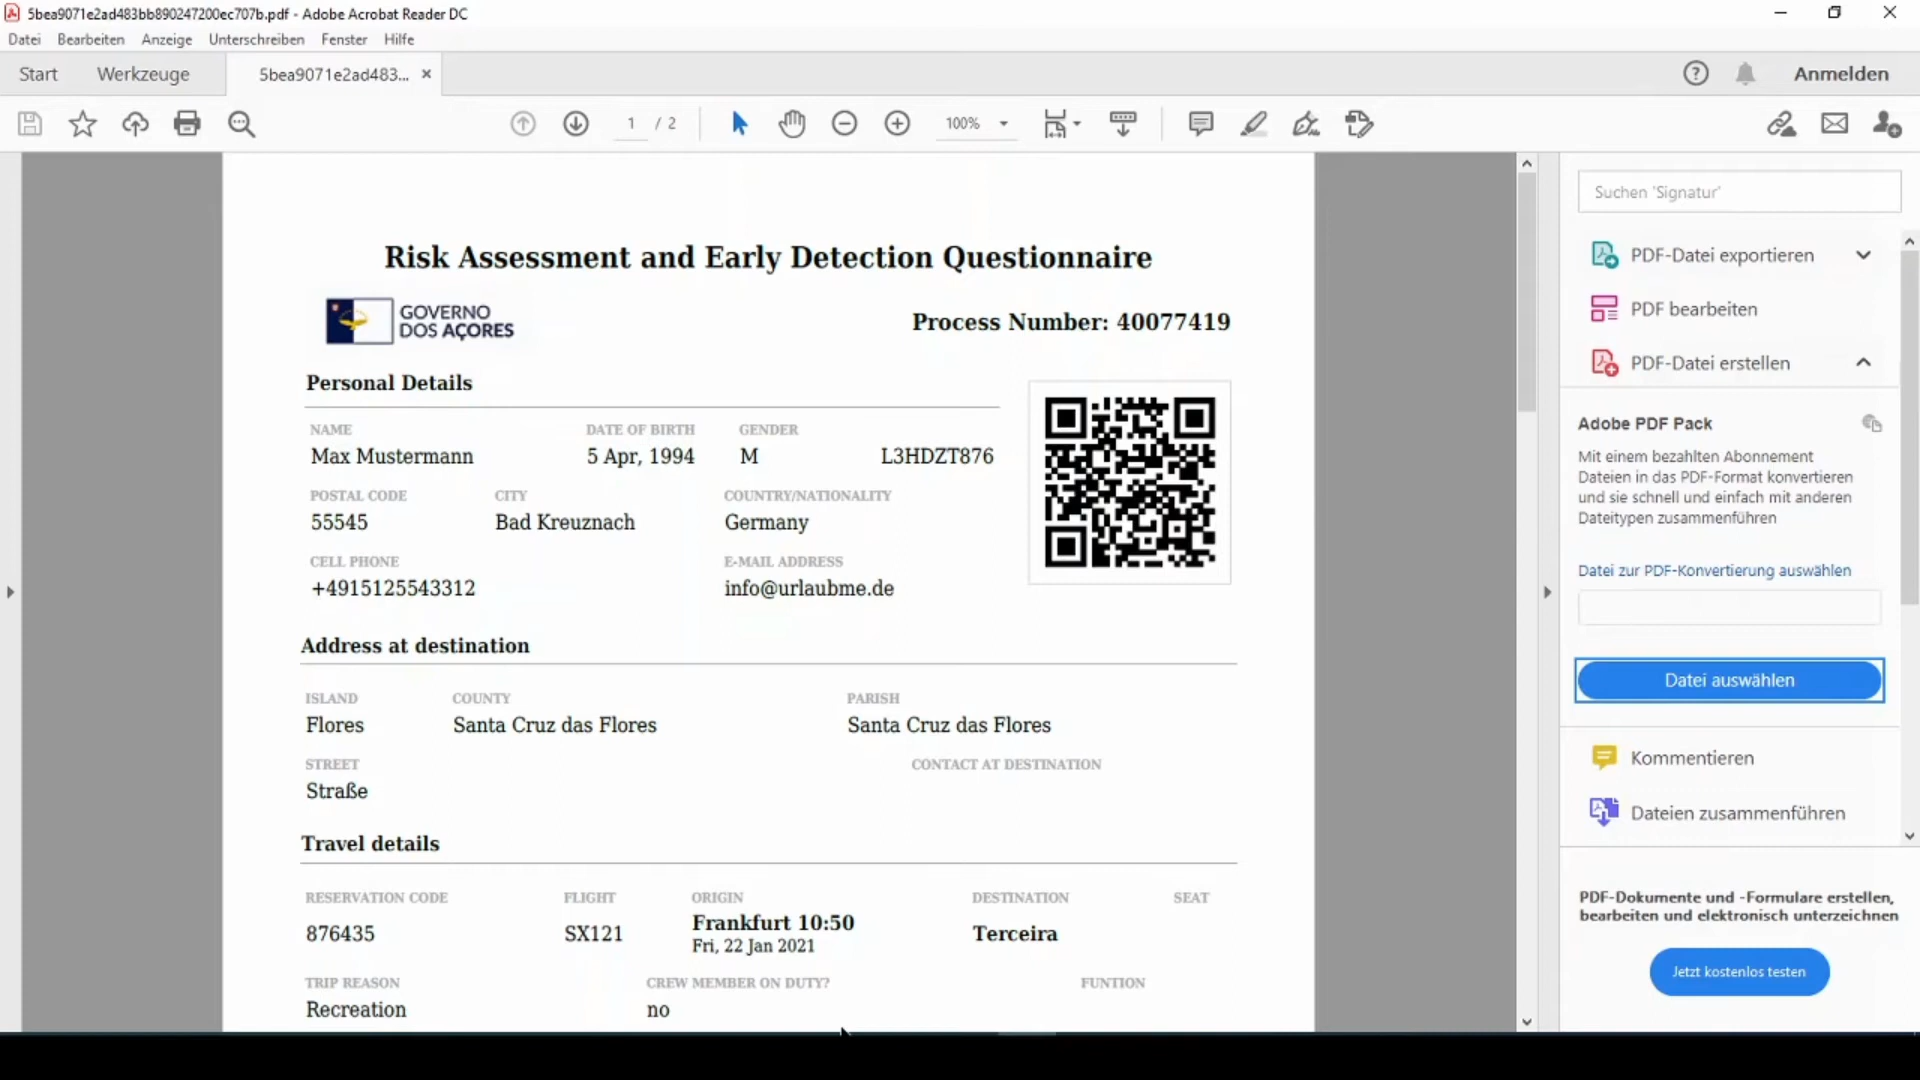 5bea9071e2ad483bb890247200ec707b.pdf - Adobe Acrobat Reader DC
Datei Bearbeiten Anzeige Unterschreiben Fenster Hilfe
Start Werkzeuge 5bea9071e2ad483... Anmelden
1 / 2 100%
Risk Assessment and Early Detection Questionnaire
GOVERNO
DOS AÇORES
Process Number: 40077419
Personal Details
NAME DATE OF BIRTH GENDER
Max Mustermann 5 Apr, 1994 M L3HDZT876
POSTAL CODE CITY COUNTRY/NATIONALITY
55545 Bad Kreuznach Germany
CELL PHONE E-MAIL ADDRESS
+4915125543312 info@urlaubme.de
Address at destination
ISLAND COUNTY PARISH
Flores Santa Cruz das Flores Santa Cruz das Flores
STREET CONTACT AT DESTINATION
Straße
Travel details
RESERVATION CODE FLIGHT ORIGIN DESTINATION SEAT
876435 SX121 Frankfurt 10:50 Terceira
Fri, 22 Jan 2021
TRIP REASON CREW MEMBER ON DUTY? FUNTION
Recreation no
Suchen 'Signatur'
PDF-Datei exportieren
PDF bearbeiten
PDF-Datei erstellen
Adobe PDF Pack
Mit einem bezahlten Abonnement
Dateien in das PDF-Format konvertieren
und sie schnell und einfach mit anderen
Dateitypen zusammenführen
Datei zur PDF-Konvertierung auswählen
Datei auswählen
Kommentieren
Dateien zusammenführen
PDF-Dokumente und -Formulare erstellen,
bearbeiten und elektronisch unterzeichnen
Jetzt kostenlos testen